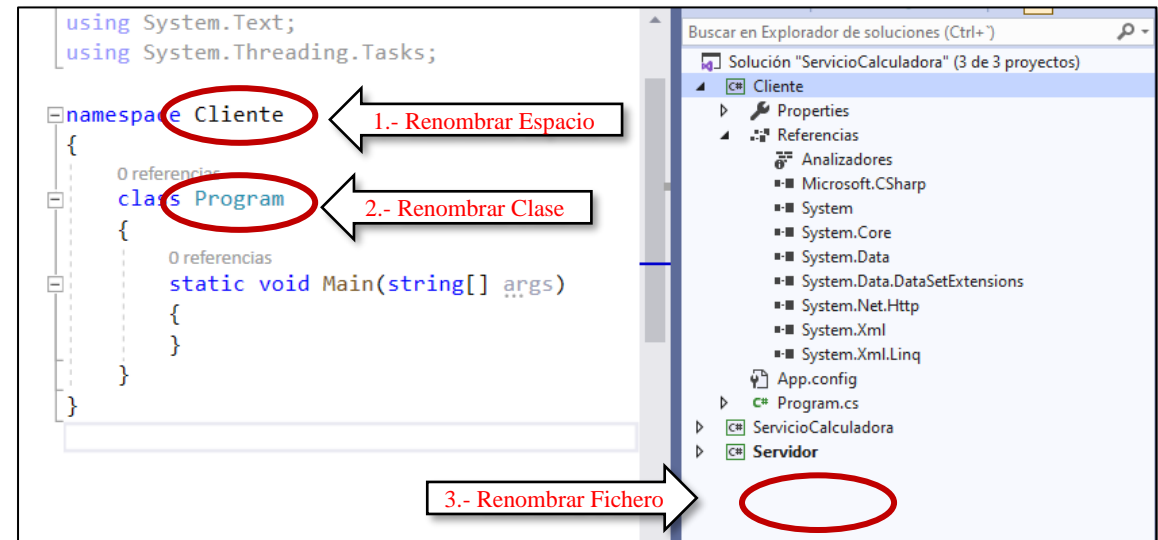 using System.Text;
using System.Threading.Tasks;
namespace Cliente
{
0 referencias
class Program
{
0 referencias
static void Main(string[] args)
{
}
}
}
1.- Renombrar Espacio
2.- Renombrar Clase
3.- Renombrar Fichero
Buscar en Explorador de soluciones (Ctrl+`)
Solución "ServicioCalculadora" (3 de 3 proyectos)
C# Cliente
Properties
Referencias
Analizadores
Microsoft.CSharp
System
System.Core
System.Data
System.Data.DataSetExtensions
System.Net.Http
System.Xml
System.Xml.Linq
App.config
C# Program.cs
C# ServicioCalculadora
C# Servidor